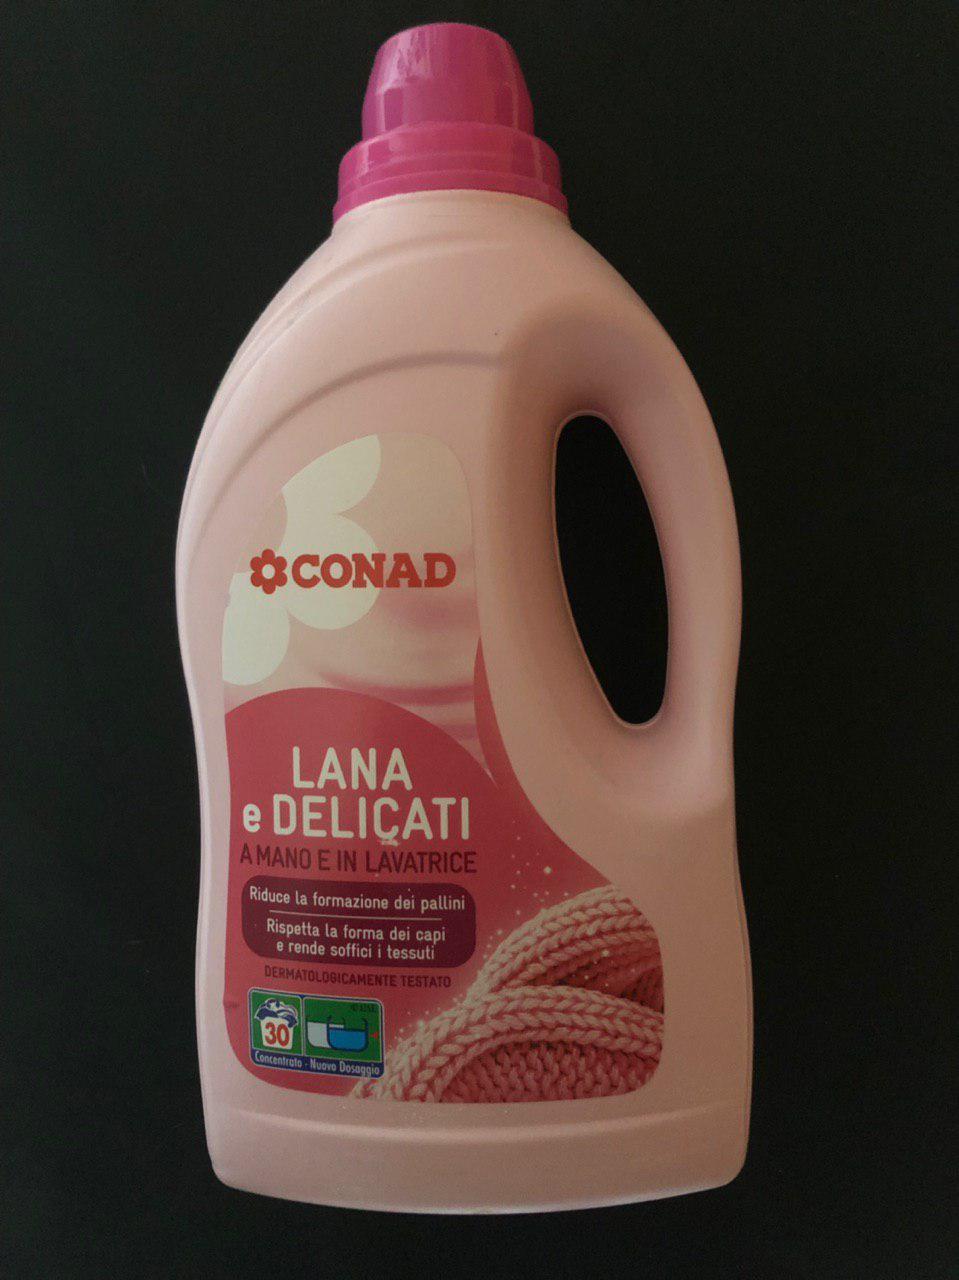 CONAD
LANA
e DELICATI
A MANO E IN LAVATRICE
Riduce la formazione dei pallini
Rispetta la forma dei capi
e rende soffici i tessuti
DERMATOLOGICAMENTE TESTATO
30
Concentrato - Nuovo Dosaggio